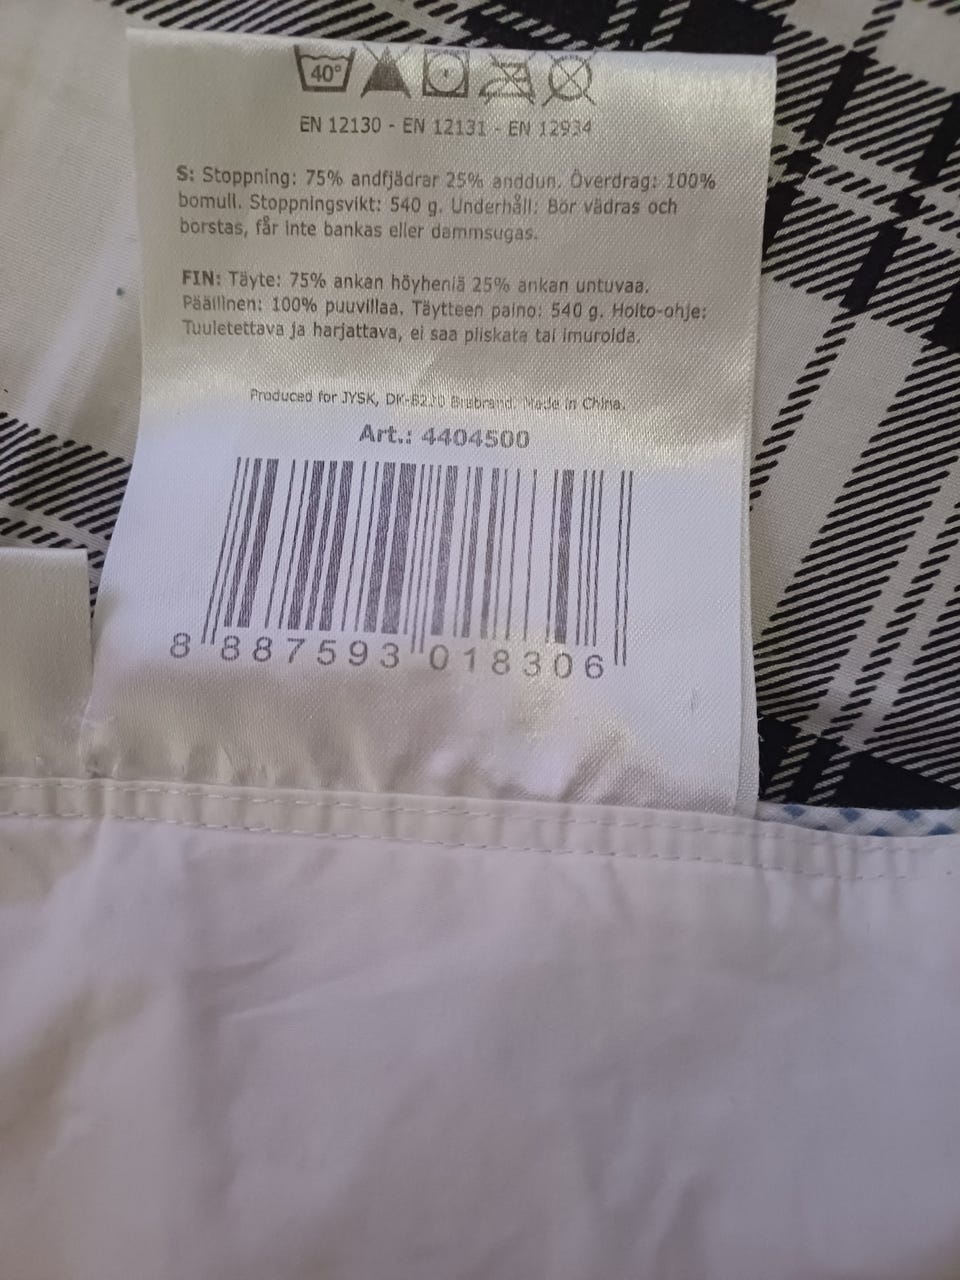 40°
EN 12130 - EN 12131 - EN 12934
S: Stoppning: 75% andfjädrar 25% anddun. Överdrag: 100%
bomull. Stoppningsvikt: 540 g. Underhåll: Bör vädras och
borstas, får inte bankas eller dammsugas.
FIN: Täyte: 75% ankan höyheniä 25% ankan untuvaa.
Päällinen: 100% puuvillaa. Täytteen paino: 540 g. Hoito-ohje:
Tuuletettava ja harjattava, ei saa piiskata tai imuroida.
Produced for JYSK, DK-8220 Brabrand. Made in China.
Art.: 4404500
8 887593 018306